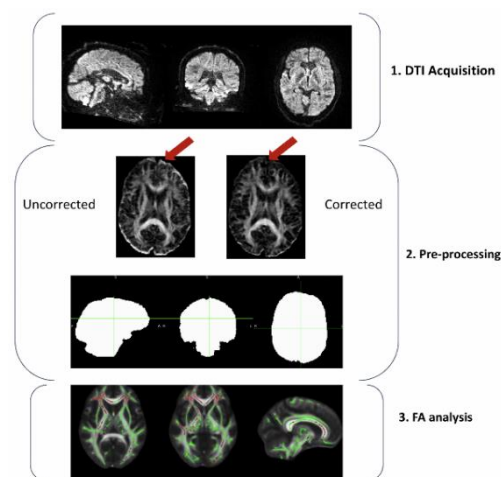 1. DTI Acquisition
Uncorrected
Corrected
2. Pre-processing
3. FA analysis